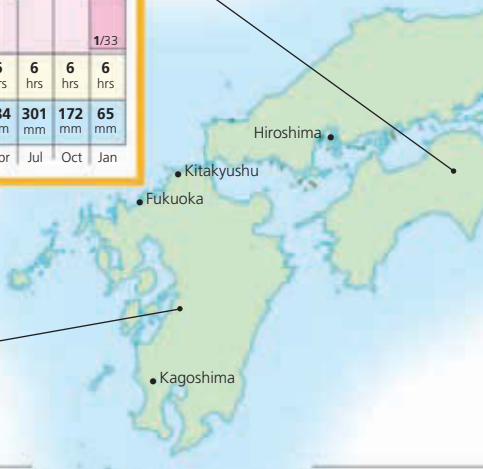 1/33
6 6 6
hrs hrs hrs
301 172 65
mm mm mm
Jul Oct Jan
Hiroshima
Kitakyushu
Fukuoka
Kagoshima